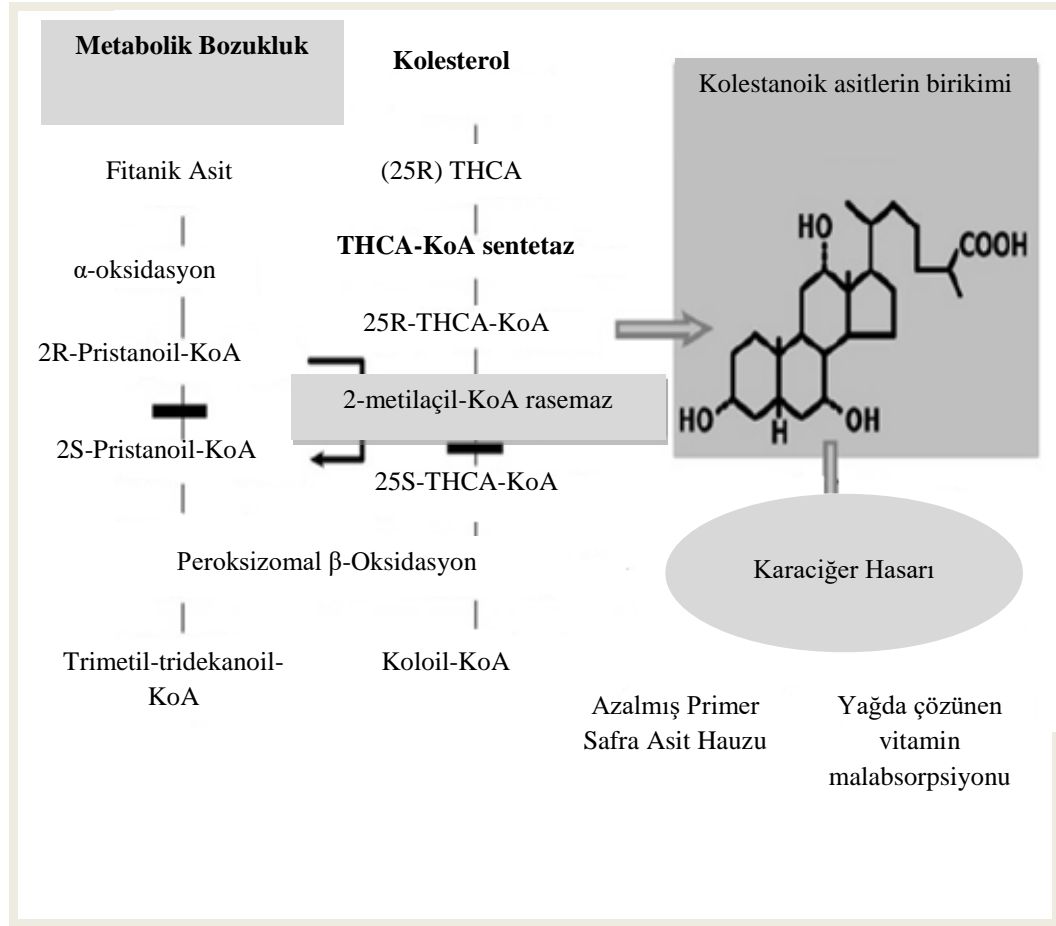 Metabolik Bozukluk
Kolesterol
Kolestanoik asitlerin birikimi
Fitanik Asit
(25R) THCA
THCA-KoA sentetaz
α-oksidasyon
25R-THCA-KoA
2R-Pristanoil-KoA
2-metilaçil-KoA rasemaz
2S-Pristanoil-KoA
25S-THCA-KoA
HO
COOH
HO
H
OH
Peroksizomal β-Oksidasyon
Karaciğer Hasarı
Trimetil-tridekanoil-
KoA
Koloil-KoA
Azalmış Primer
Safra Asit Hauzu
Yağda çözünen
vitamin
malabsorpsiyonu